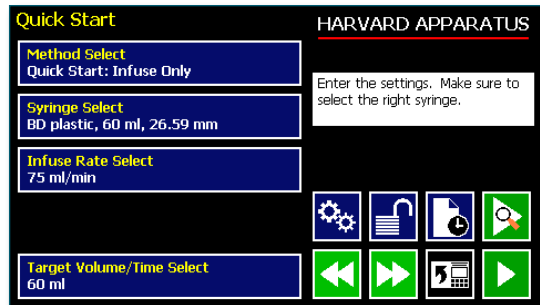 Quick Start
HARVARD APPARATUS
Method Select
Quick Start: Infuse Only
Enter the settings. Make sure to
select the right syringe.
Syringe Select
BD plastic, 60 ml, 26.59 mm
Infuse Rate Select
75 ml/min
Target Volume/Time Select
60 ml
5